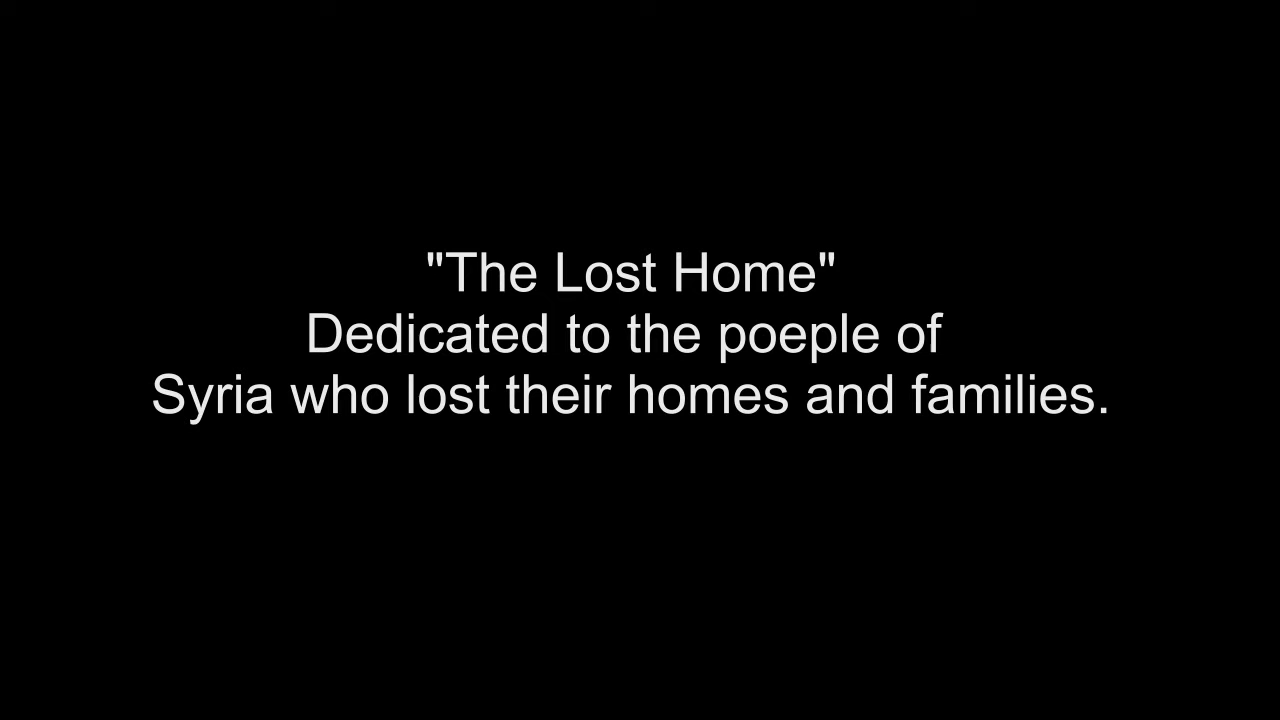 "The Lost Home"
Dedicated to the poeple of
Syria who lost their homes and families.